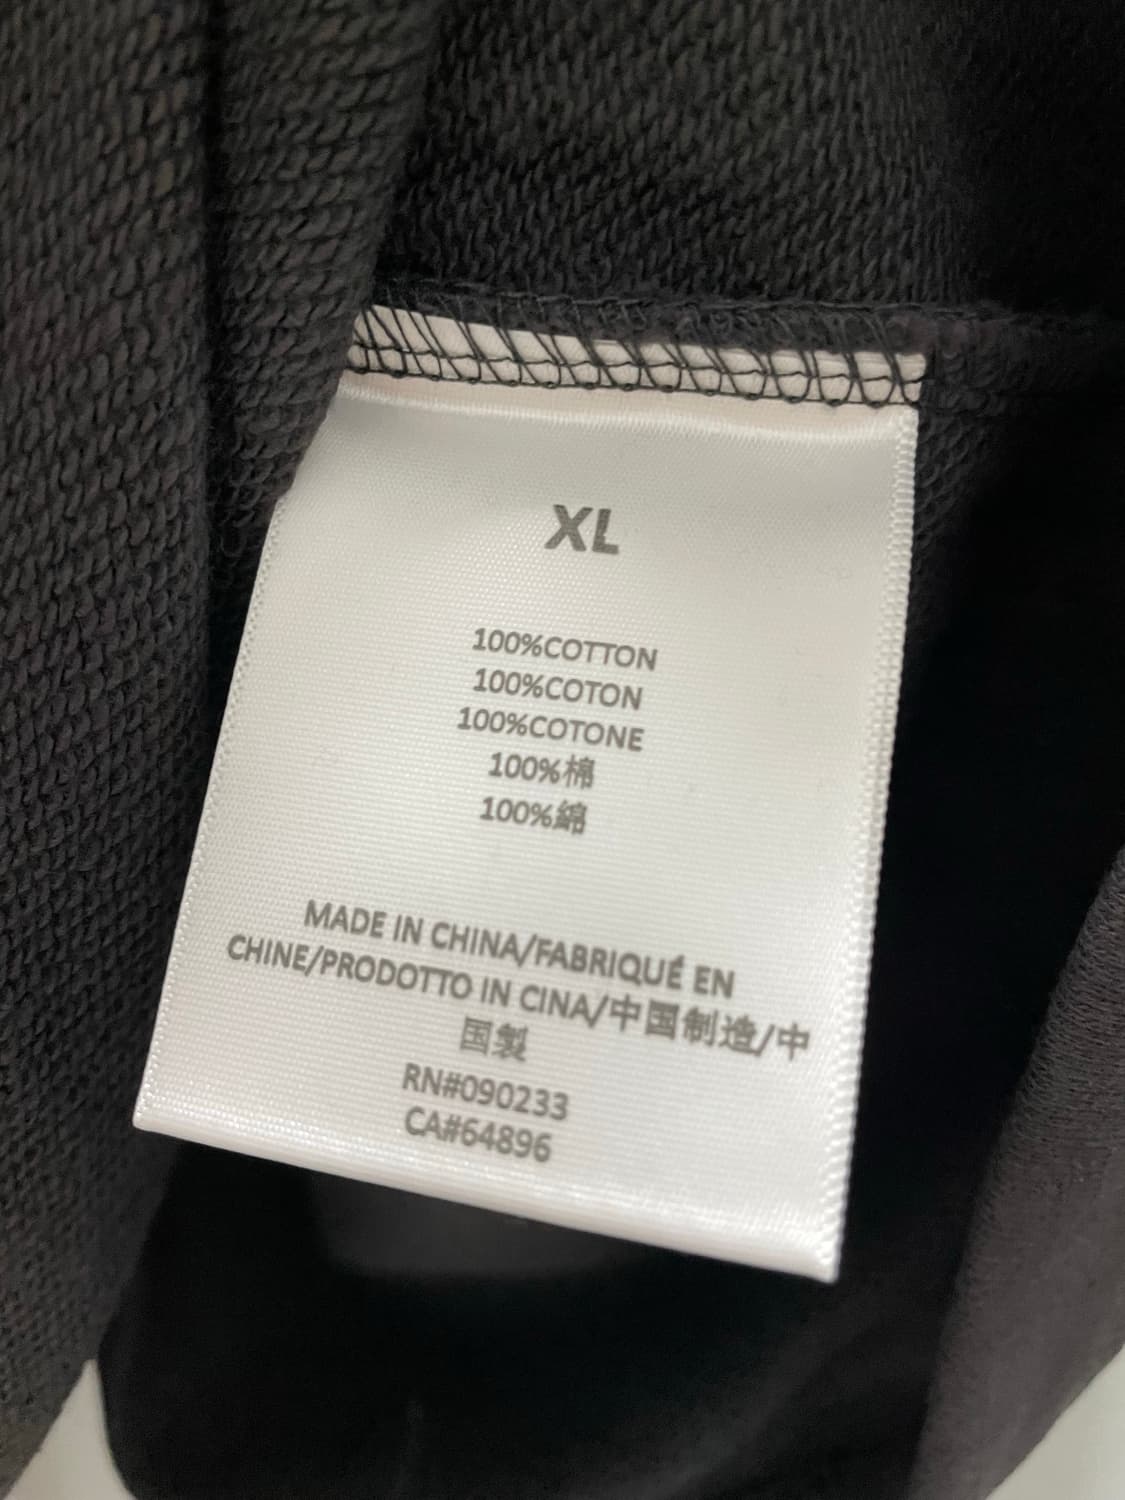 XL
100%COTTON
100%COTON
100%COTONE
100%棉
100%綿
MADE IN CHINA/FABRIQUÉ EN
CHINE/PRODOTTO IN CINA/中国制造/中
国製
RN#090233
CA#64896